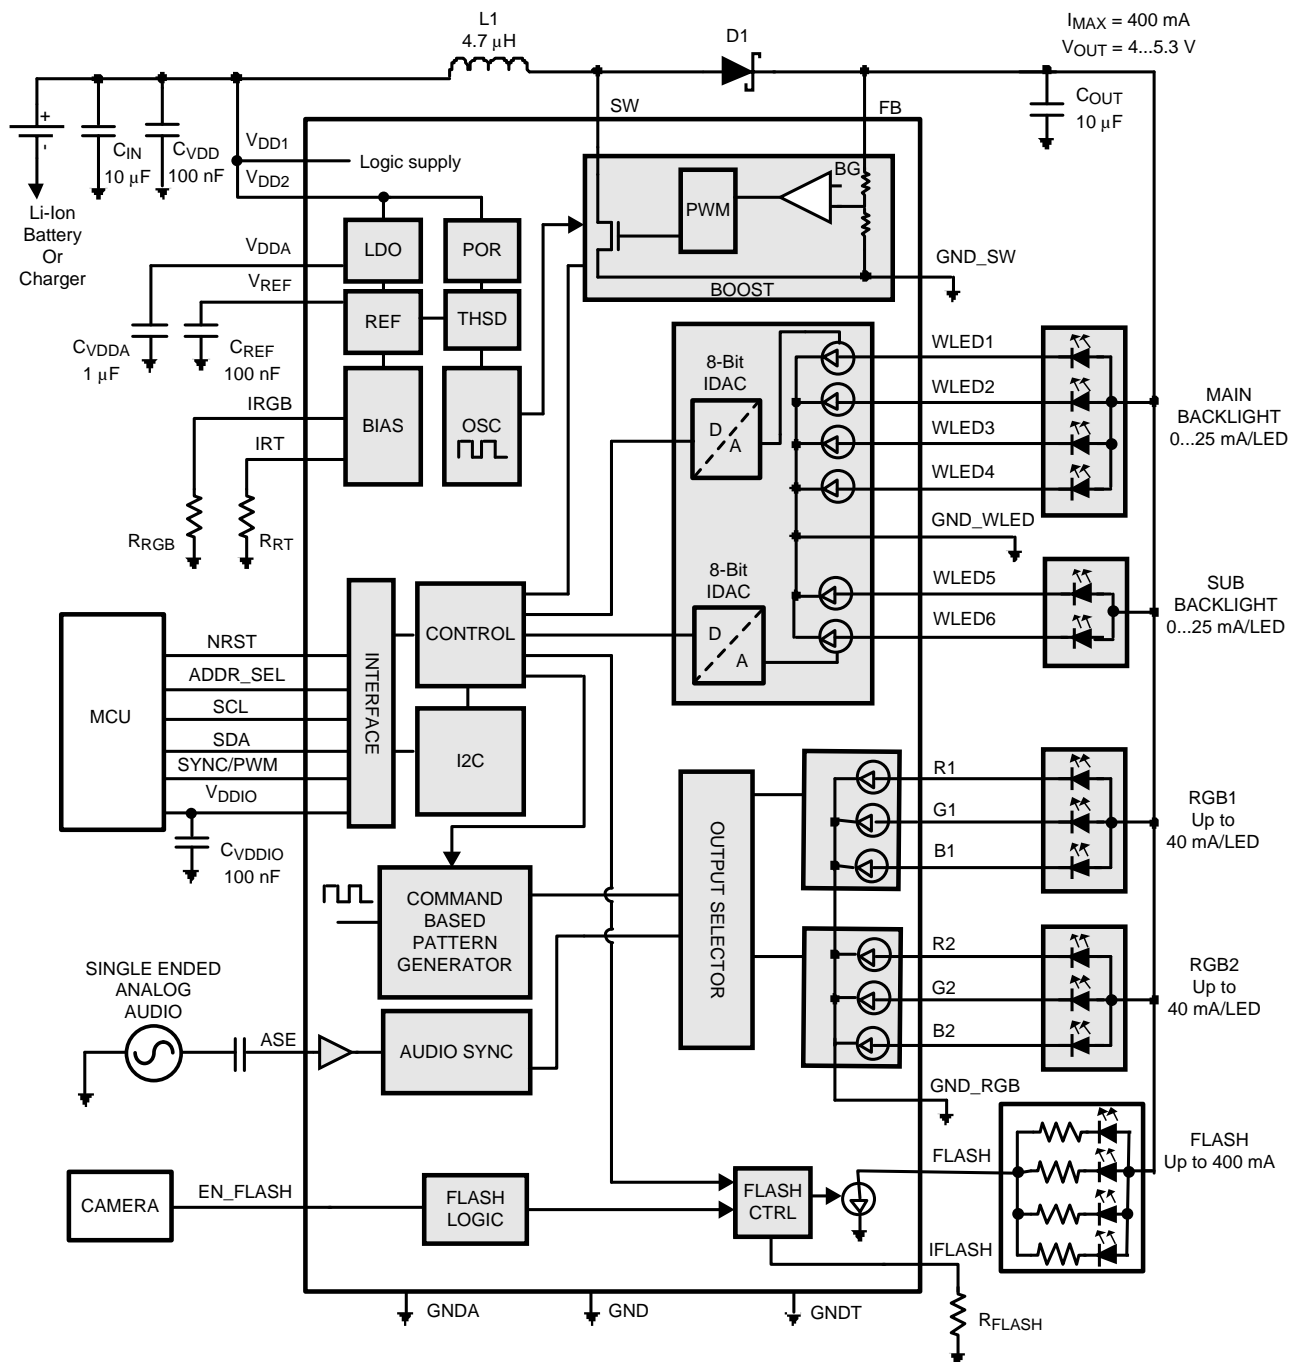 L1
4.7 μH
D1
IMAX = 400 mA
VOUT = 4...5.3 V
SW
FB
COUT
10 μF
+
-
CIN
10 μF
CVDD
100 nF
VDD1
Logic supply
VDD2
Li-Ion
Battery
Or
Charger
BG
PWM
BOOST
GND_SW
VDDA
LDO
POR
VREF
REF
THSD
CVDDA
1 μF
CREF
100 nF
IRGB
BIAS
OSC
IRT
RRGB
RRT
8-Bit
IDAC
D
A
WLED1
WLED2
WLED3
WLED4
MAIN
BACKLIGHT
0...25 mA/LED
GND_WLED
8-Bit
IDAC
D
A
WLED5
WLED6
SUB
BACKLIGHT
0...25 mA/LED
MCU
NRST
ADDR_SEL
SCL
SDA
SYNC/PWM
VDDIO
CVDDIO
100 nF
INTERFACE
CONTROL
I2C
COMMAND
BASED
PATTERN
GENERATOR
OUTPUT SELECTOR
R1
G1
B1
RGB1
Up to
40 mA/LED
R2
G2
B2
RGB2
Up to
40 mA/LED
GND_RGB
SINGLE ENDED
ANALOG
AUDIO
ASE
AUDIO SYNC
CAMERA
EN_FLASH
FLASH
LOGIC
FLASH
CTRL
FLASH
FLASH
Up to 400 mA
IFLASH
RFLASH
GNDA
GND
GNDT